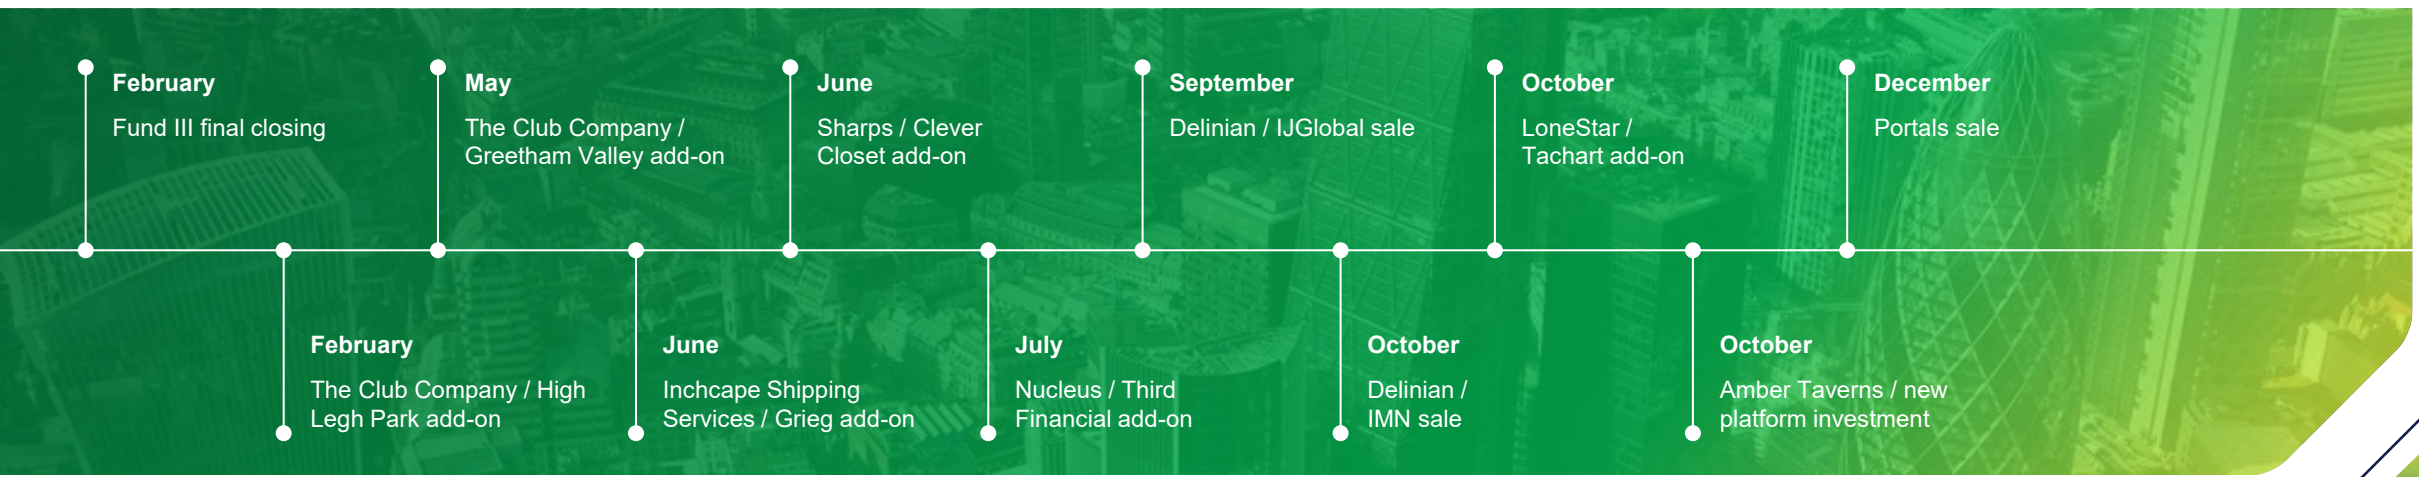 February
Fund III final closing
February
The Club Company / High
Legh Park add-on
May
The Club Company /
Greetham Valley add-on
June
Inchcape Shipping
Services / Grieg add-on
June
Sharps / Clever
Closet add-on
July
Nucleus / Third
Financial add-on
September
Delinian / IJGlobal sale
October
Delinian /
IMN sale
October
LoneStar /
Tachart add-on
October
Amber Taverns / new
platform investment
December
Portals sale